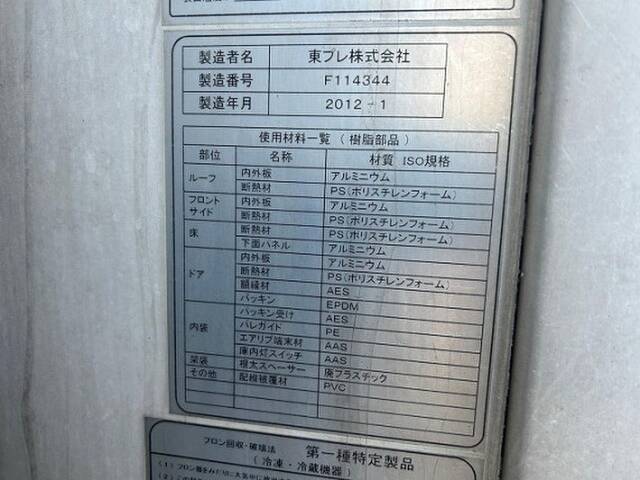 製造者名 東プレ株式会社
製造番号 F114344
製造年月 2012-1
使用材料一覧（樹脂部品）
部位 名称 材質 ISO規格
ルーフ 内外板 アルミニウム
断熱材 PS(ポリスチレンフォーム)
フロント サイド 内外板 アルミニウム
断熱材 PS(ポリスチレンフォーム)
床 断熱材 PS(ポリスチレンフォーム)
下面パネル アルミニウム
ドア 内外板 アルミニウム
断熱材 PS(ポリスチレンフォーム)
額縁材 AES
パッキン EPDM
内装 パッキン受け AES
バレガイド PE
エアリブ端末材 AAS
庫内灯スイッチ AAS
架装 根太スペーサー 廃プラスチック
その他 配線被覆材 PVC
フロン回収・破壊法 第一種特定製品
（冷凍・冷蔵機器）